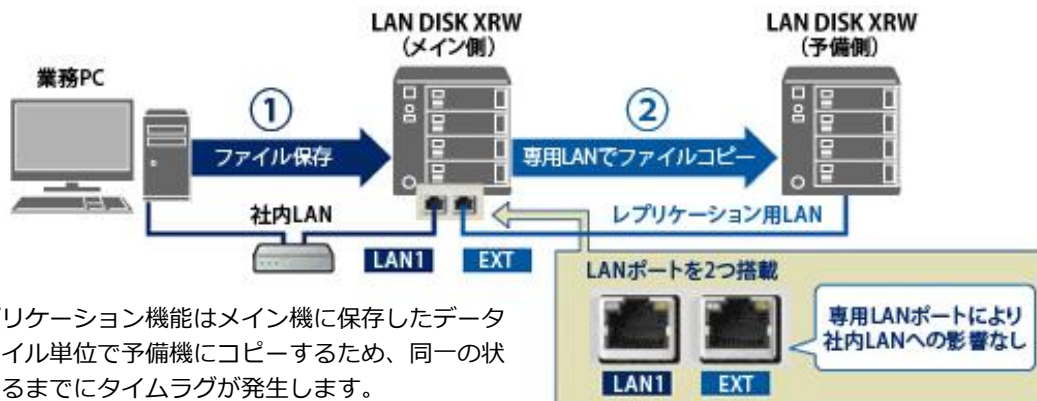 LAN DISK XRW
(メイン側)
LAN DISK XRW
(予備側)
業務PC
①
ファイル保存
②
専用LANでファイルコピー
社内LAN
レプリケーション用LAN
LAN1
EXT
LANポートを2つ搭載
専用LANポートにより
社内LANへの影響なし
LAN1
EXT
リケーション機能はメイン機に保存したデータ
イル単位で予備機にコピーするため、同一の状
るまでにタイムラグが発生します。